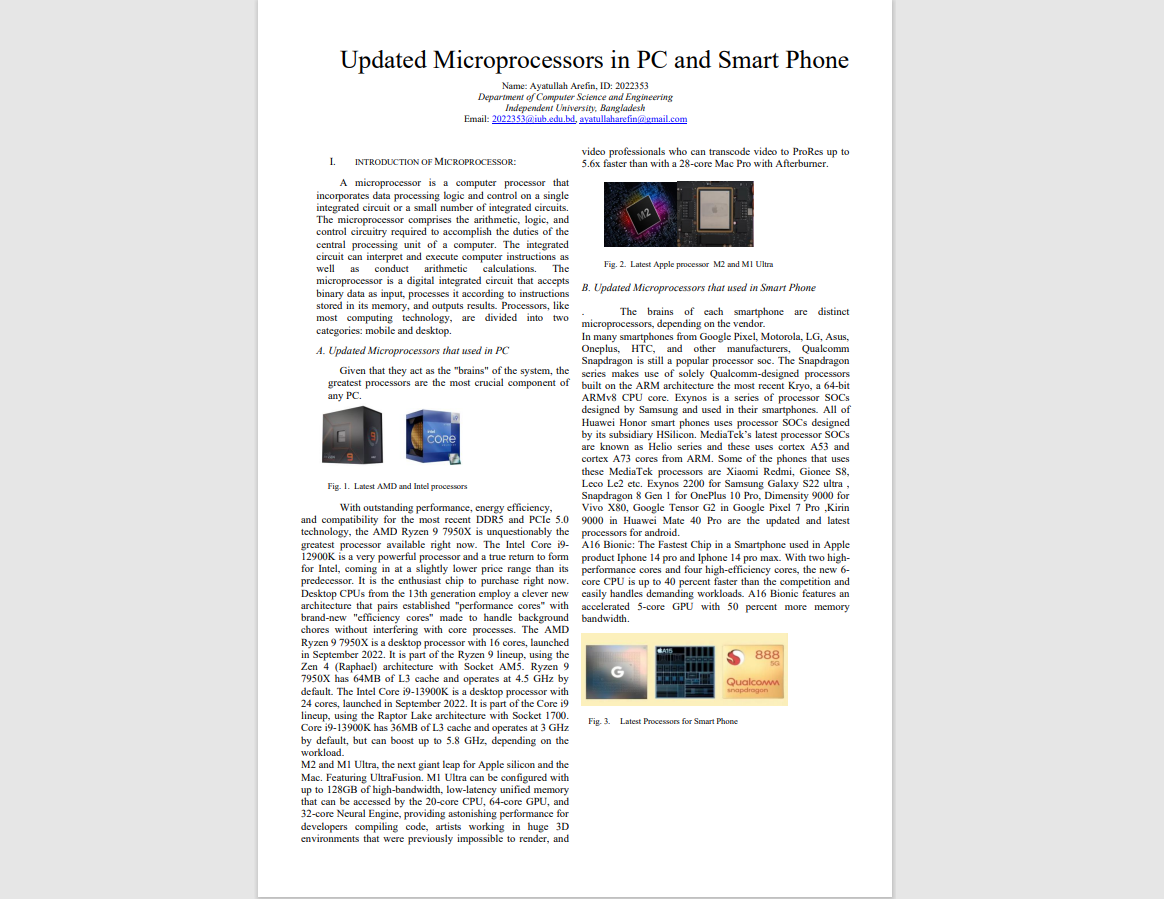 Updated Microprocessors in PC and Smart Phone
Name: Ayatullah Arefin, ID: 2022353
Department of Computer Science and Engineering
Independent University, Bangladesh
Email: 2022353@iub.edu.bd, ayatullaharefin@gmail.com
I. INTRODUCTION OF MICROPROCESSOR:
A microprocessor is a computer processor that
incorporates data processing logic and control on a single
integrated circuit or a small number of integrated circuits.
The microprocessor comprises the arithmetic, logic, and
control circuitry required to accomplish the duties of the
central processing unit of a computer. The integrated
circuit can interpret and execute computer instructions as
well as conduct arithmetic calculations. The
microprocessor is a digital integrated circuit that accepts
binary data as input, processes it according to instructions
stored in its memory, and outputs results. Processors, like
most computing technology, are divided into two
categories: mobile and desktop.
A. Updated Microprocessors that used in PC
Given that they act as the "brains" of the system, the
greatest processors are the most crucial component of
any PC.
9
intel
CORE
Fig. 1. Latest AMD and Intel processors
With outstanding performance, energy efficiency,
and compatibility for the most recent DDR5 and PCIe 5.0
technology, the AMD Ryzen 9 7950X is unquestionably the
greatest processor available right now. The Intel Core i9-
12900K is a very powerful processor and a true return to form
for Intel, coming in at a slightly lower price range than its
predecessor. It is the enthusiast chip to purchase right now.
Desktop CPUs from the 13th generation employ a clever new
architecture that pairs established "performance cores" with
brand-new "efficiency cores" made to handle background
chores without interfering with core processes. The AMD
Ryzen 9 7950X is a desktop processor with 16 cores, launched
in September 2022. It is part of the Ryzen 9 lineup, using the
Zen 4 (Raphael) architecture with Socket AM5. Ryzen 9
7950X has 64MB of L3 cache and operates at 4.5 GHz by
default. The Intel Core i9-13900K is a desktop processor with
24 cores, launched in September 2022. It is part of the Core i9
lineup, using the Raptor Lake architecture with Socket 1700.
Core i9-13900K has 36MB of L3 cache and operates at 3 GHz
by default, but can boost up to 5.8 GHz, depending on the
workload.
M2 and M1 Ultra, the next giant leap for Apple silicon and the
Mac. Featuring UltraFusion. M1 Ultra can be configured with
up to 128GB of high-bandwidth, low-latency unified memory
that can be accessed by the 20-core CPU, 64-core GPU, and
32-core Neural Engine, providing astonishing performance for
developers compiling code, artists working in huge 3D
environments that were previously impossible to render, and
video professionals who can transcode video to ProRes up to
5.6x faster than with a 28-core Mac Pro with Afterburner.
M2
Fig. 2. Latest Apple processor M2 and M1 Ultra
B. Updated Microprocessors that used in Smart Phone
. The brains of each smartphone are distinct
microprocessors, depending on the vendor.
In many smartphones from Google Pixel, Motorola, LG, Asus,
Oneplus, HTC, and other manufacturers, Qualcomm
Snapdragon is still a popular processor soc. The Snapdragon
series makes use of solely Qualcomm-designed processors
built on the ARM architecture the most recent Kryo, a 64-bit
ARMv8 CPU core. Exynos is a series of processor SOCs
designed by Samsung and used in their smartphones. All of
Huawei Honor smart phones uses processor SOCs designed
by its subsidiary HSilicon. MediaTek's latest processor SOCs
are known as Helio series and these uses cortex A53 and
cortex A73 cores from ARM. Some of the phones that uses
these MediaTek processors are Xiaomi Redmi, Gionee S8,
Leco Le2 etc. Exynos 2200 for Samsung Galaxy S22 ultra ,
Snapdragon 8 Gen 1 for OnePlus 10 Pro, Dimensity 9000 for
Vivo X80, Google Tensor G2 in Google Pixel 7 Pro ,Kirin
9000 in Huawei Mate 40 Pro are the updated and latest
processors for android.
A16 Bionic: The Fastest Chip in a Smartphone used in Apple
product Iphone 14 pro and Iphone 14 pro max. With two high-
performance cores and four high-efficiency cores, the new 6-
core CPU is up to 40 percent faster than the competition and
easily handles demanding workloads. A16 Bionic features an
accelerated 5-core GPU with 50 percent more memory
bandwidth.
G
A15
888
5G
Qualcomm
snapdragon
Fig. 3. Latest Processors for Smart Phone